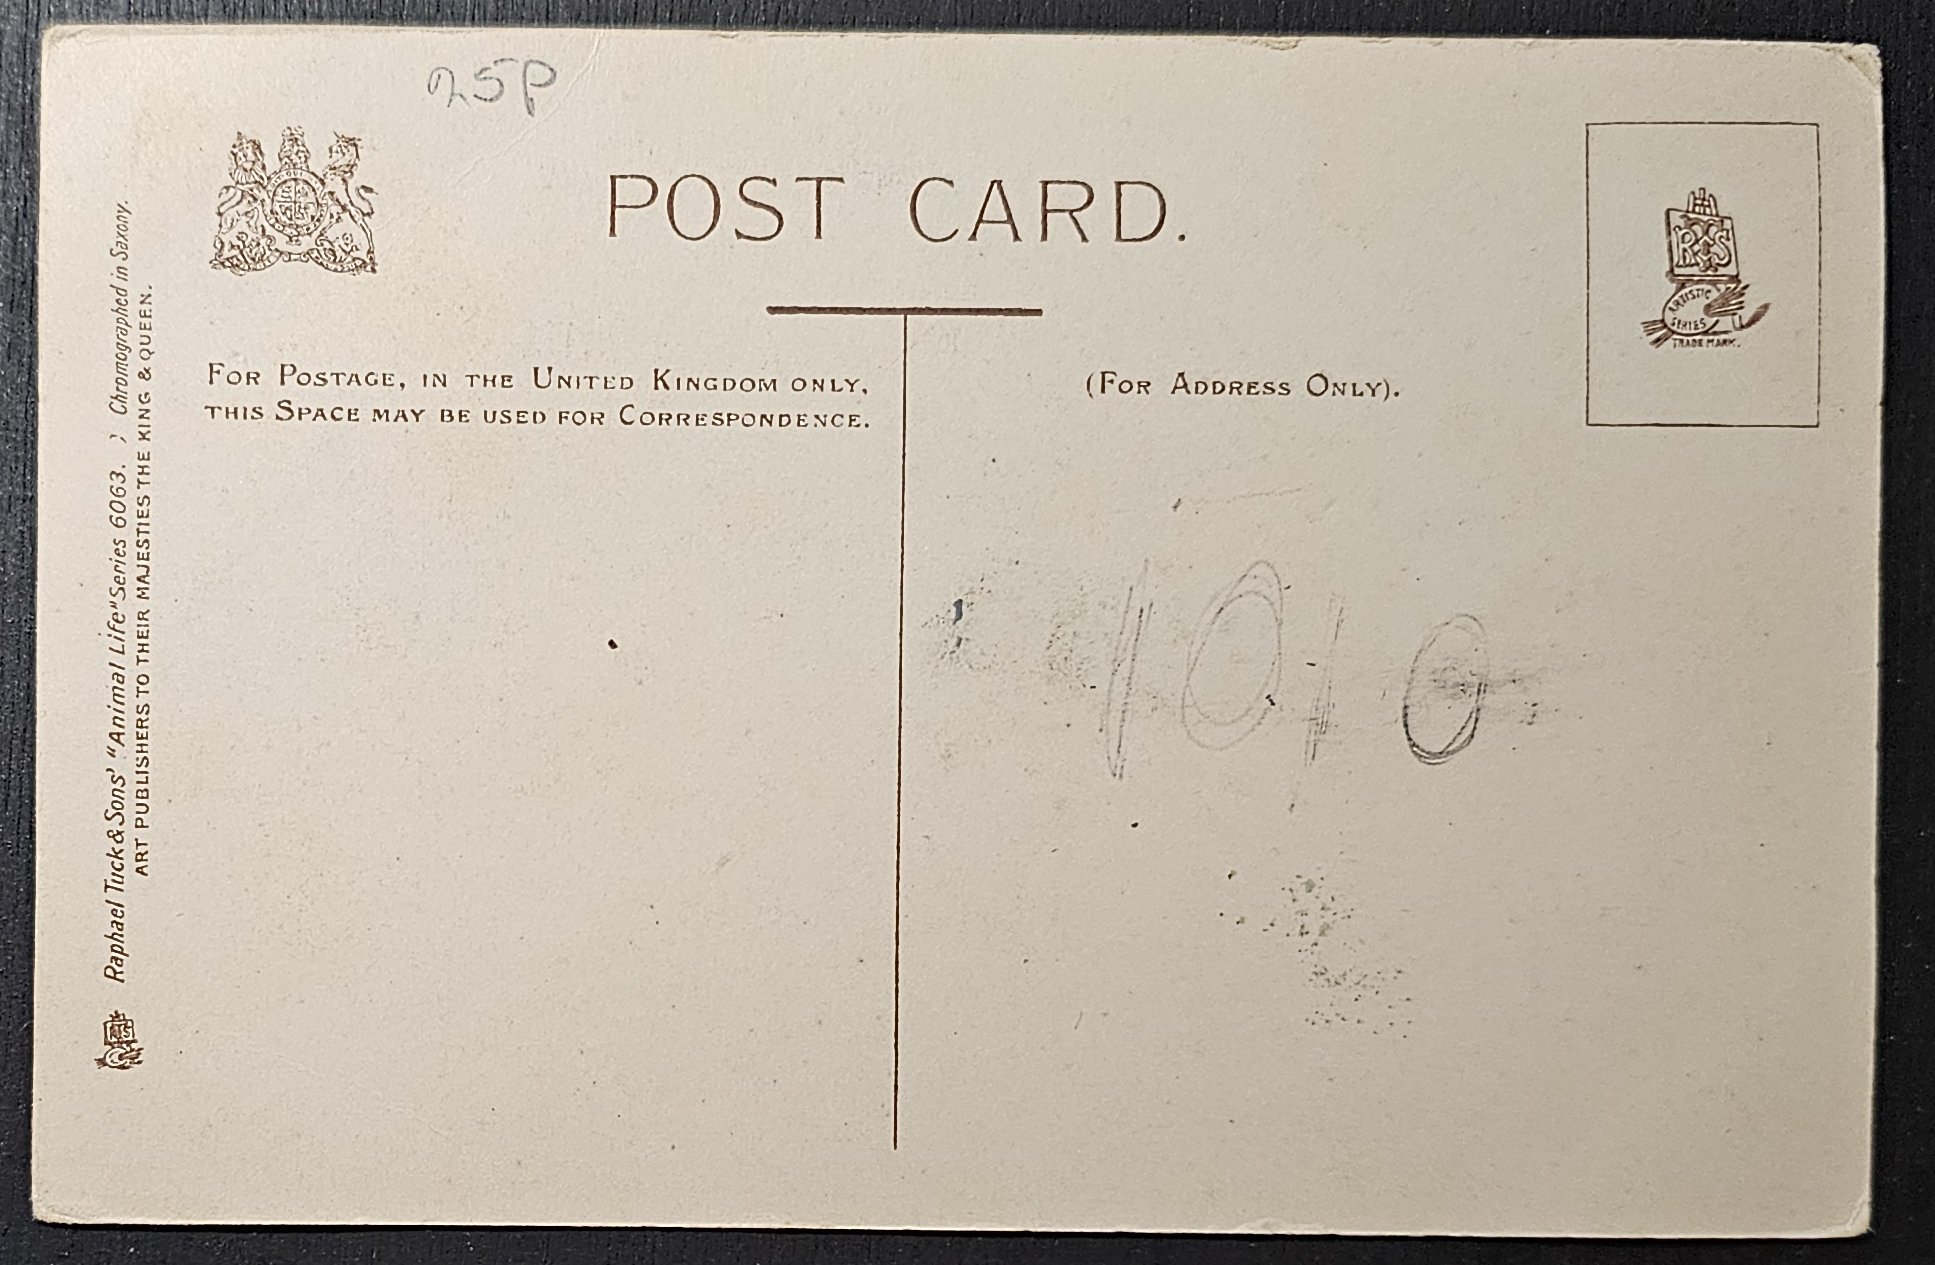 25P
POST CARD.
FOR POSTAGE, IN THE UNITED KINGDOM ONLY,
THIS SPACE MAY BE USED FOR CORRESPONDENCE.
(FOR ADDRESS ONLY).
RTS
ARTISTIC
SERIES
TRADE MARK.
1010
Raphael Tuck & Sons' "Animal Life" Series 6063. ; Chromographed in Saxony.
ART PUBLISHERS TO THEIR MAJESTIES THE KING & QUEEN.